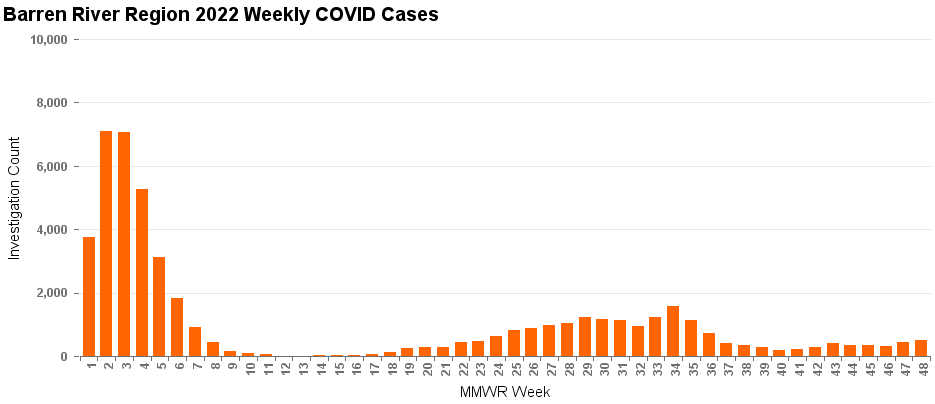 Barren River Region 2022 Weekly COVID Cases
10,000
8,000
6,000
4,000
2,000
0
Investigation Count
1 2 3 4 5 6 7 8 9 10 11 12 13 14 15 16 17 18 19 20 21 22 23 24 25 26 27 28 29 30 31 32 33 34 35 36 37 38 39 40 41 42 43 44 45 46 47 48
MMWR Week